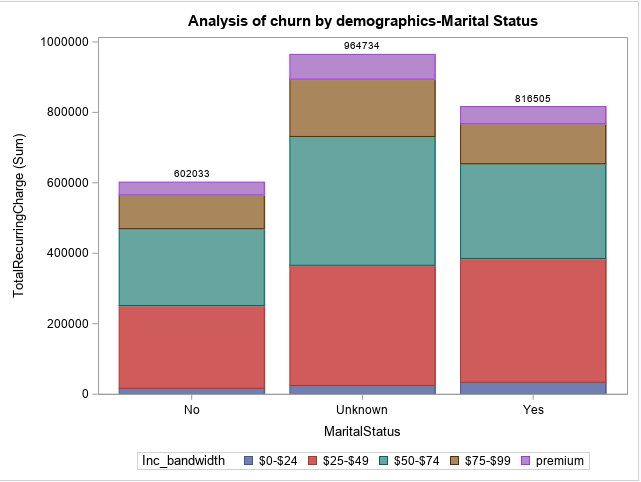 Analysis of churn by demographics-Marital Status
1000000
800000
600000
400000
200000
0
TotalRecurringCharge (Sum)
602033
964734
816505
No Unknown Yes
MaritalStatus
Inc_bandwidth $0-$24 $25-$49 $50-$74 $75-$99 premium